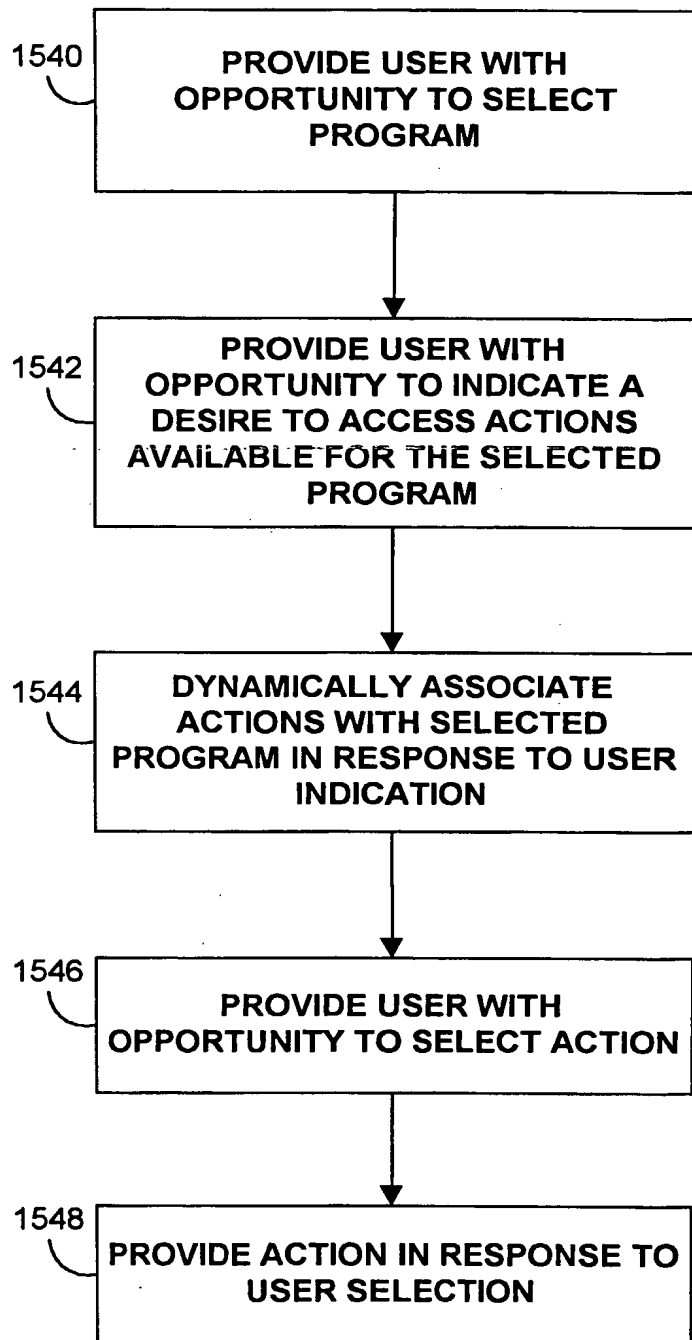 1540
PROVIDE USER WITH
OPPORTUNITY TO SELECT
PROGRAM
1542
PROVIDE USER WITH
OPPORTUNITY TO INDICATE A
DESIRE TO ACCESS ACTIONS
AVAILABLE FOR THE SELECTED
PROGRAM
1544
DYNAMICALLY ASSOCIATE
ACTIONS WITH SELECTED
PROGRAM IN RESPONSE TO USER
INDICATION
1546
PROVIDE USER WITH
OPPORTUNITY TO SELECT ACTION
1548
PROVIDE ACTION IN RESPONSE TO
USER SELECTION